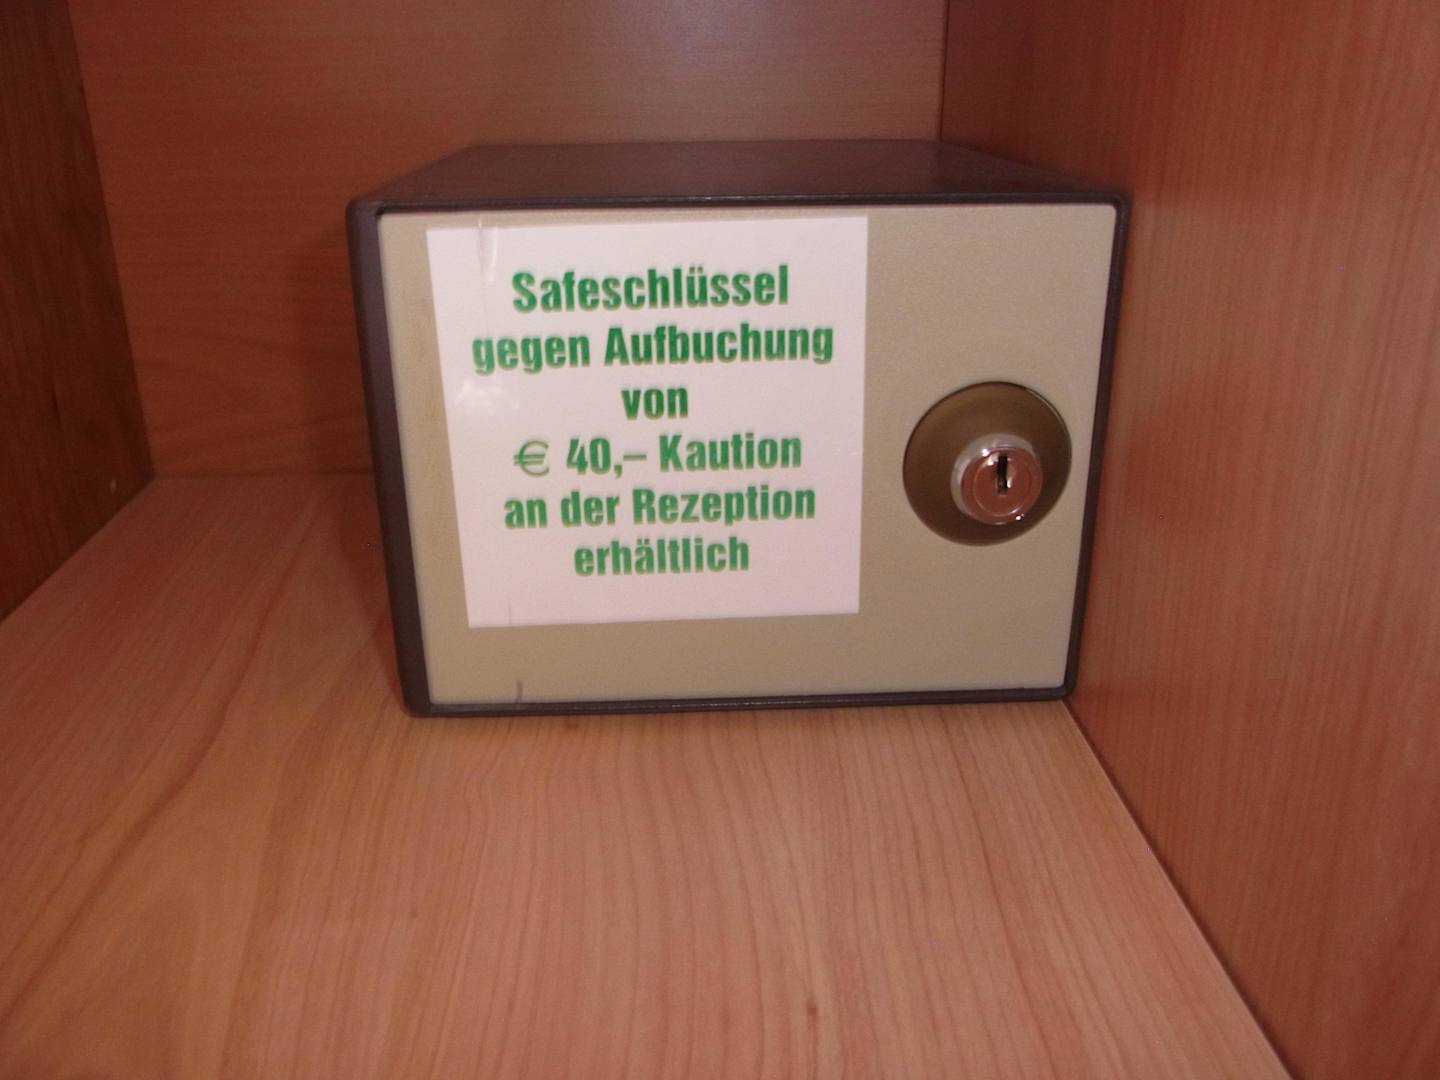 Safeschlüssel
gegen Aufbuchung
von
€ 40,– Kaution
an der Rezeption
erhältlich